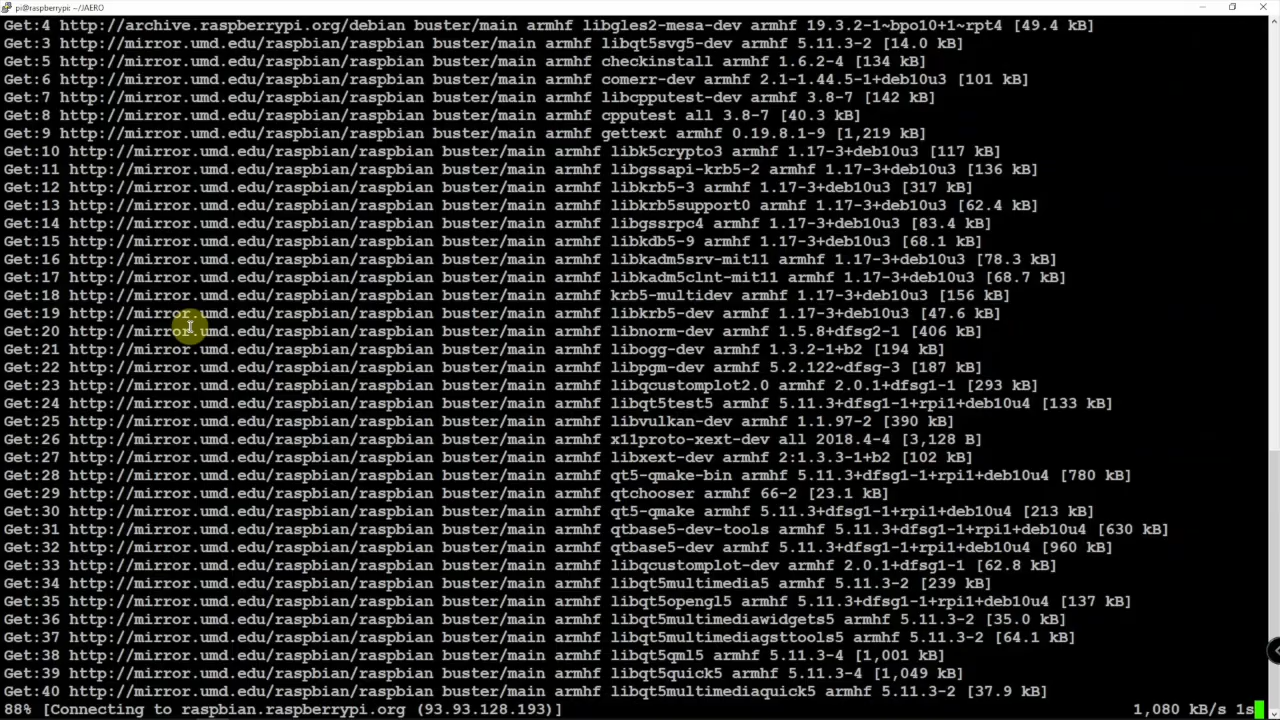 pi@raspberrypi: ~/JAERO
Get:4 http://archive.raspberrypi.org/debian buster/main armhf libgles2-mesa-dev armhf 19.3.2-1~bpo10+1~rpt4 [49.4 kB]
Get:3 http://mirror.umd.edu/raspbian/raspbian buster/main armhf libqt5svg5-dev armhf 5.11.3-2 [14.0 kB]
Get:5 http://mirror.umd.edu/raspbian/raspbian buster/main armhf checkinstall armhf 1.6.2-4 [134 kB]
Get:6 http://mirror.umd.edu/raspbian/raspbian buster/main armhf comerr-dev armhf 2.1-1.44.5-1+deb10u3 [101 kB]
Get:7 http://mirror.umd.edu/raspbian/raspbian buster/main armhf libcpputest-dev armhf 3.8-7 [142 kB]
Get:8 http://mirror.umd.edu/raspbian/raspbian buster/main armhf cpputest all 3.8-7 [40.3 kB]
Get:9 http://mirror.umd.edu/raspbian/raspbian buster/main armhf gettext armhf 0.19.8.1-9 [1,219 kB]
Get:10 http://mirror.umd.edu/raspbian/raspbian buster/main armhf libk5crypto3 armhf 1.17-3+deb10u3 [117 kB]
Get:11 http://mirror.umd.edu/raspbian/raspbian buster/main armhf libgssapi-krb5-2 armhf 1.17-3+deb10u3 [136 kB]
Get:12 http://mirror.umd.edu/raspbian/raspbian buster/main armhf libkrb5-3 armhf 1.17-3+deb10u3 [317 kB]
Get:13 http://mirror.umd.edu/raspbian/raspbian buster/main armhf libkrb5support0 armhf 1.17-3+deb10u3 [62.4 kB]
Get:14 http://mirror.umd.edu/raspbian/raspbian buster/main armhf libgssrpc4 armhf 1.17-3+deb10u3 [83.4 kB]
Get:15 http://mirror.umd.edu/raspbian/raspbian buster/main armhf libkdb5-9 armhf 1.17-3+deb10u3 [68.1 kB]
Get:16 http://mirror.umd.edu/raspbian/raspbian buster/main armhf libkadm5srv-mit11 armhf 1.17-3+deb10u3 [78.3 kB]
Get:17 http://mirror.umd.edu/raspbian/raspbian buster/main armhf libkadm5clnt-mit11 armhf 1.17-3+deb10u3 [68.7 kB]
Get:18 http://mirror.umd.edu/raspbian/raspbian buster/main armhf krb5-multidev armhf 1.17-3+deb10u3 [156 kB]
Get:19 http://mirror.umd.edu/raspbian/raspbian buster/main armhf libkrb5-dev armhf 1.17-3+deb10u3 [47.6 kB]
Get:20 http://mirror.umd.edu/raspbian/raspbian buster/main armhf libnorm-dev armhf 1.5.8+dfsg2-1 [406 kB]
Get:21 http://mirror.umd.edu/raspbian/raspbian buster/main armhf libogg-dev armhf 1.3.2-1+b2 [194 kB]
Get:22 http://mirror.umd.edu/raspbian/raspbian buster/main armhf libpgm-dev armhf 5.2.122~dfsg-3 [187 kB]
Get:23 http://mirror.umd.edu/raspbian/raspbian buster/main armhf libqcustomplot2.0 armhf 2.0.1+dfsg1-1 [293 kB]
Get:24 http://mirror.umd.edu/raspbian/raspbian buster/main armhf libqt5test5 armhf 5.11.3+dfsg1-1+rpi1+deb10u4 [133 kB]
Get:25 http://mirror.umd.edu/raspbian/raspbian buster/main armhf libvulkan-dev armhf 1.1.97-2 [390 kB]
Get:26 http://mirror.umd.edu/raspbian/raspbian buster/main armhf x11proto-xext-dev all 2018.4-4 [3,128 B]
Get:27 http://mirror.umd.edu/raspbian/raspbian buster/main armhf libxext-dev armhf 2:1.3.3-1+b2 [102 kB]
Get:28 http://mirror.umd.edu/raspbian/raspbian buster/main armhf qt5-qmake-bin armhf 5.11.3+dfsg1-1+rpi1+deb10u4 [780 kB]
Get:29 http://mirror.umd.edu/raspbian/raspbian buster/main armhf qtchooser armhf 66-2 [23.1 kB]
Get:30 http://mirror.umd.edu/raspbian/raspbian buster/main armhf qt5-qmake armhf 5.11.3+dfsg1-1+rpi1+deb10u4 [213 kB]
Get:31 http://mirror.umd.edu/raspbian/raspbian buster/main armhf qtbase5-dev-tools armhf 5.11.3+dfsg1-1+rpi1+deb10u4 [630 kB]
Get:32 http://mirror.umd.edu/raspbian/raspbian buster/main armhf qtbase5-dev armhf 5.11.3+dfsg1-1+rpi1+deb10u4 [960 kB]
Get:33 http://mirror.umd.edu/raspbian/raspbian buster/main armhf libqcustomplot-dev armhf 2.0.1+dfsg1-1 [62.8 kB]
Get:34 http://mirror.umd.edu/raspbian/raspbian buster/main armhf libqt5multimedia5 armhf 5.11.3-2 [239 kB]
Get:35 http://mirror.umd.edu/raspbian/raspbian buster/main armhf libqt5opengl5 armhf 5.11.3+dfsg1-1+rpi1+deb10u4 [137 kB]
Get:36 http://mirror.umd.edu/raspbian/raspbian buster/main armhf libqt5multimediawidgets5 armhf 5.11.3-2 [35.0 kB]
Get:37 http://mirror.umd.edu/raspbian/raspbian buster/main armhf libqt5multimediagsttools5 armhf 5.11.3-2 [64.1 kB]
Get:38 http://mirror.umd.edu/raspbian/raspbian buster/main armhf libqt5qml5 armhf 5.11.3-4 [1,001 kB]
Get:39 http://mirror.umd.edu/raspbian/raspbian buster/main armhf libqt5quick5 armhf 5.11.3-4 [1,049 kB]
Get:40 http://mirror.umd.edu/raspbian/raspbian buster/main armhf libqt5multimediaquick5 armhf 5.11.3-2 [37.9 kB]
88% [Connecting to raspbian.raspberrypi.org (93.93.128.193)] 1,080 kB/s 1s